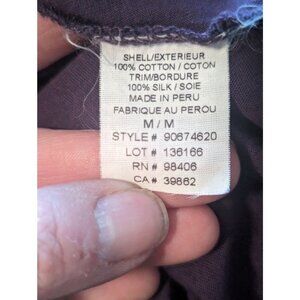 SHELL/EXTERIEUR
100% COTTON / COTON
TRIM/BORDURE
100% SILK / SOIE
MADE IN PERU
FABRIQUE AU PEROU
M / M
STYLE # 90674620
LOT # 136166
RN # 98406
CA# 39862